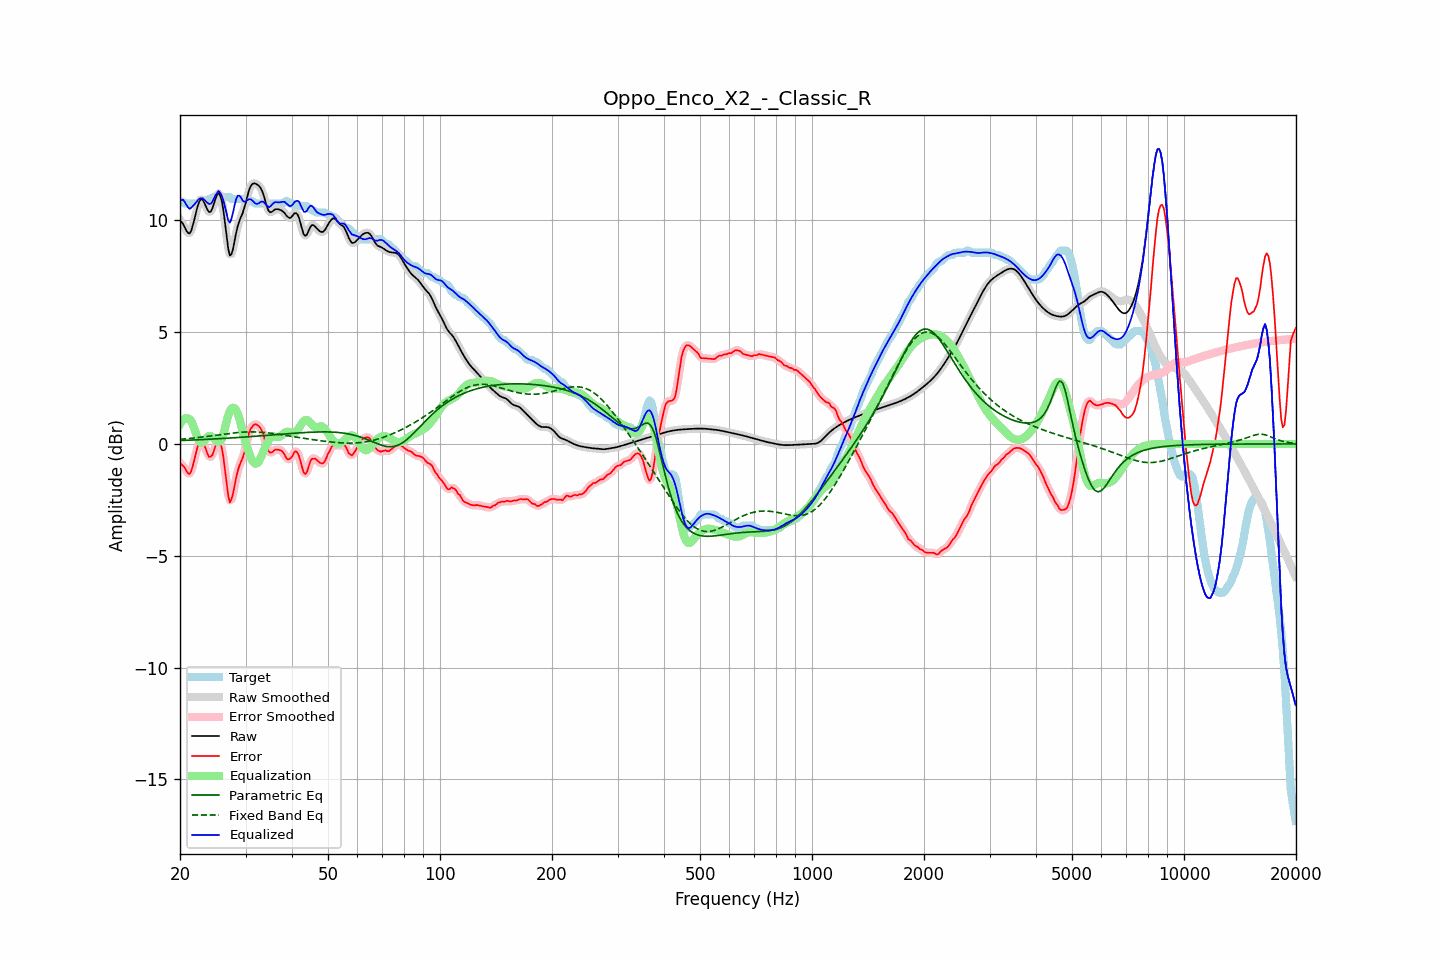 Oppo_Enco_X2_-_Classic_R
Amplitude (dBr)
10
5
0
−5
−10
−15
Target
Raw Smoothed
Error Smoothed
Raw
Error
Equalization
Parametric Eq
Fixed Band Eq
Equalized
20 50 100 200 500 1000 2000 5000 10000 20000
Frequency (Hz)